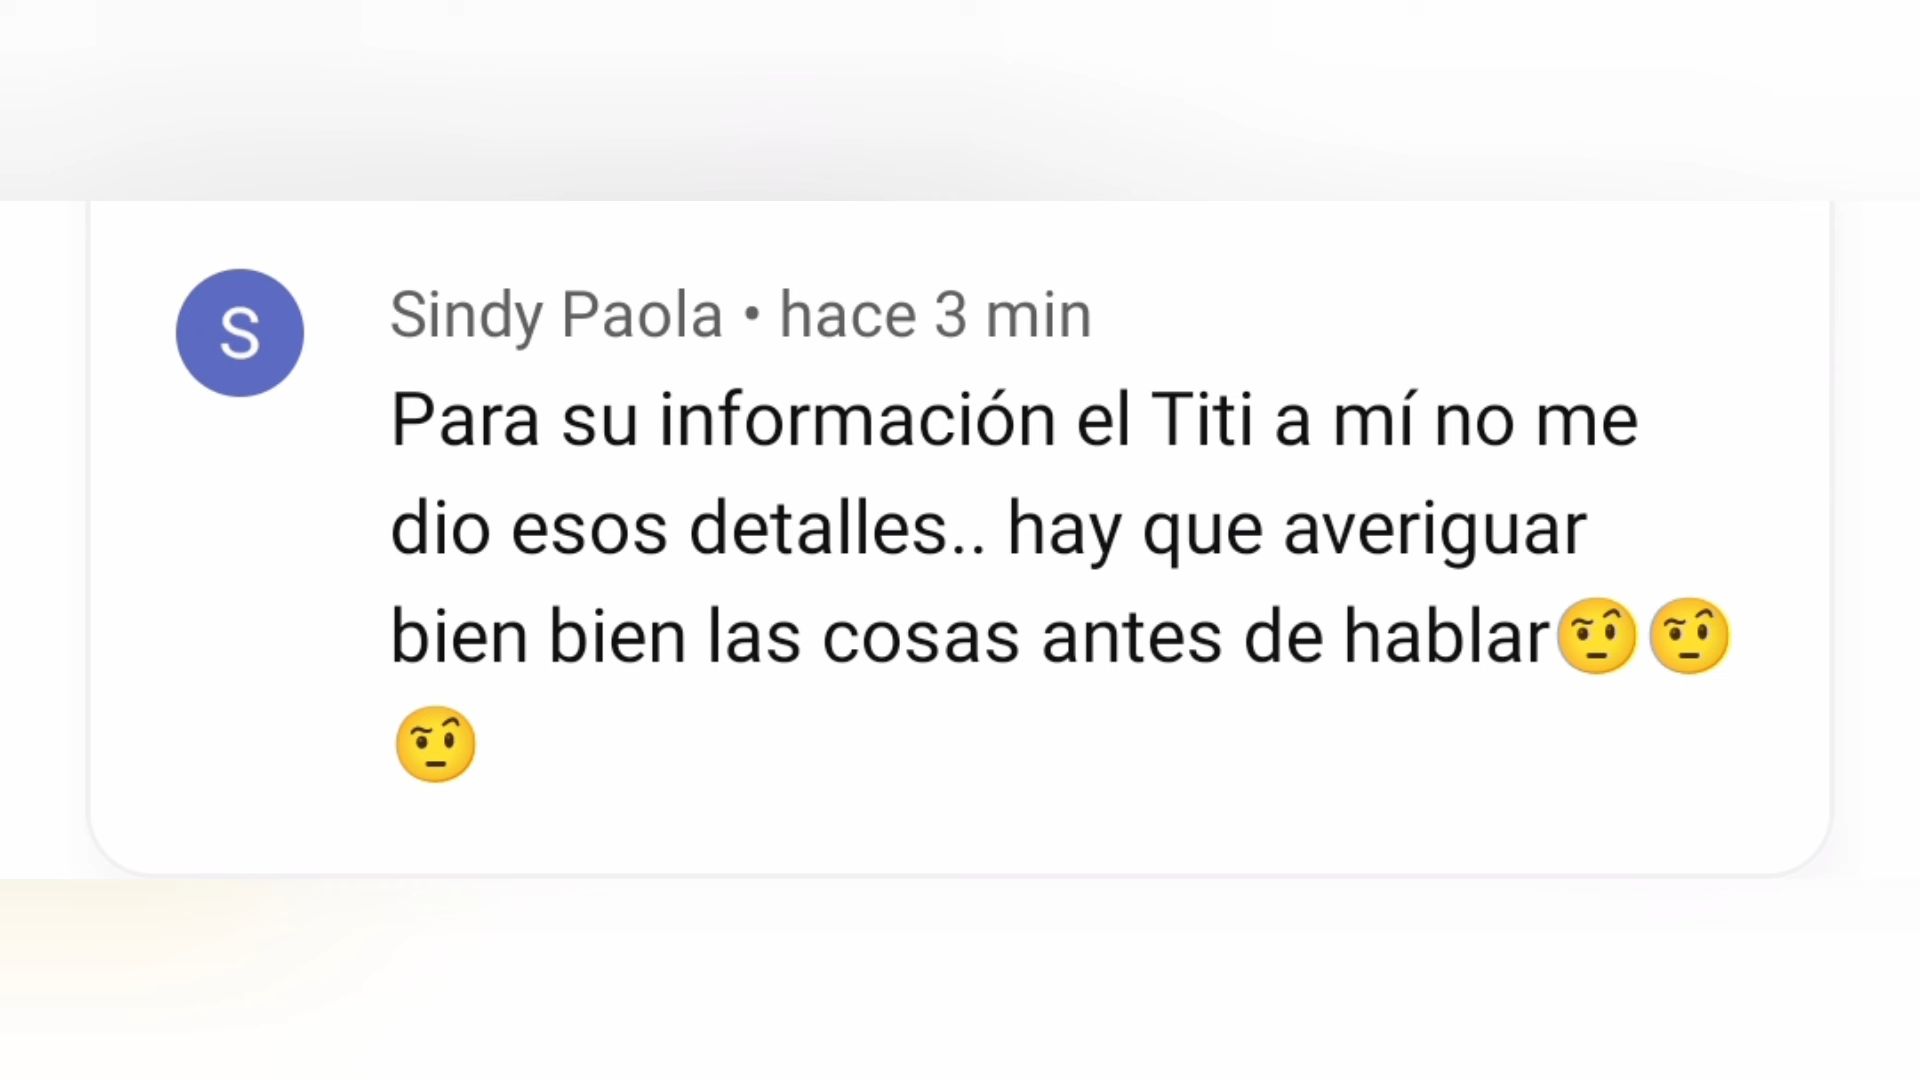 S
Sindy Paola • hace 3 min
Para su información el Titi a mí no me
dio esos detalles.. hay que averiguar
bien bien las cosas antes de hablar🤨🤨
🤨